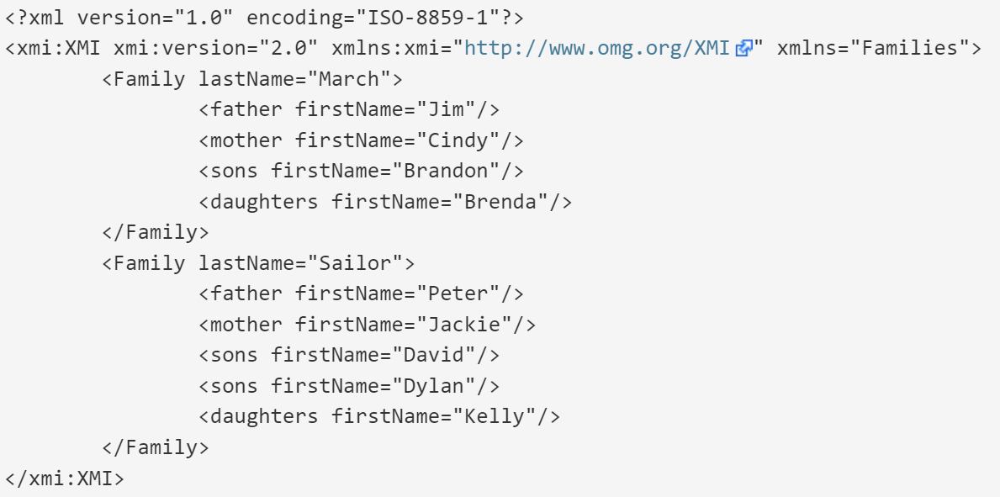 <?xml version="1.0" encoding="ISO-8859-1"?>
<xmi:XMI xmi:version="2.0" xmlns:xmi="http://www.omg.org/XMI" xmlns="Families">
        <Family lastName="March">
                <father firstName="Jim"/>
                <mother firstName="Cindy"/>
                <sons firstName="Brandon"/>
                <daughters firstName="Brenda"/>
        </Family>
        <Family lastName="Sailor">
                <father firstName="Peter"/>
                <mother firstName="Jackie"/>
                <sons firstName="David"/>
                <sons firstName="Dylan"/>
                <daughters firstName="Kelly"/>
        </Family>
</xmi:XMI>